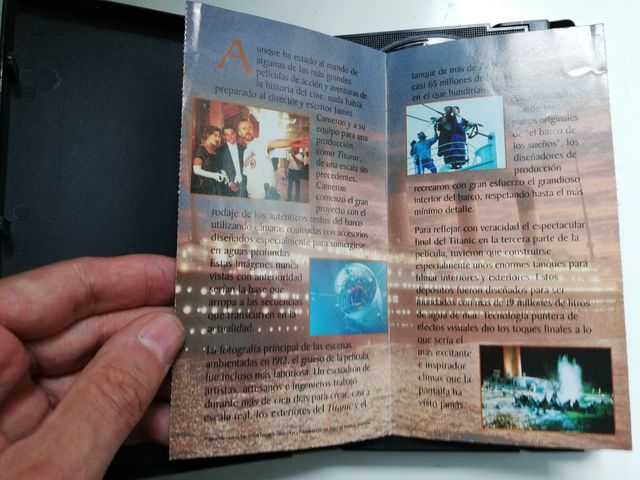 Aunque ha estado al mando de
algunas de las más grandes
películas de acción y aventuras de
la historia del cine, nada había
preparado al director y escritor James
Cameron y a su
equipo para una
producción
como Titanic,
de una escala sin
precedentes.
Cameron
comenzó el gran
proyecto con el
rodaje de los auténticos restos del barco
utilizando cámaras equipadas con accesorios
diseñados especialmente para sumergirse
en aguas profundas.
Estas imágenes nunca
vistas con anterioridad
serían la base que
arropa a las secuencias
que transcurren en la
actualidad.
La fotografía principal de las escenas
ambientadas en 1912, el grueso de la película,
fue incluso más laboriosa. Un escuadrón de
artistas, artesanos e ingenieros trabajó
durante más de cien días para crear, casi a
escala real, los exteriores del Titanic y el
tanque de más de
casi 65 millones de
en el que hundirían
planos originales
de "el barco de
los sueños", los
diseñadores de
producción
recrearon con gran esfuerzo el grandioso
interior del barco, respetando hasta el más
mínimo detalle.
Para reflejar con veracidad el espectacular
final del Titanic en la tercera parte de la
película, tuvieron que construirse
especialmente unos enormes tanques para
filmar interiores y exteriores. Estos
depósitos fueron diseñados para ser
inundados con más de 19 millones de litros
de agua de mar. Tecnología puntera de
efectos visuales dio los toques finales a lo
que sería el
más excitante
e inspirador
clímax que la
pantalla ha
visto jamás.